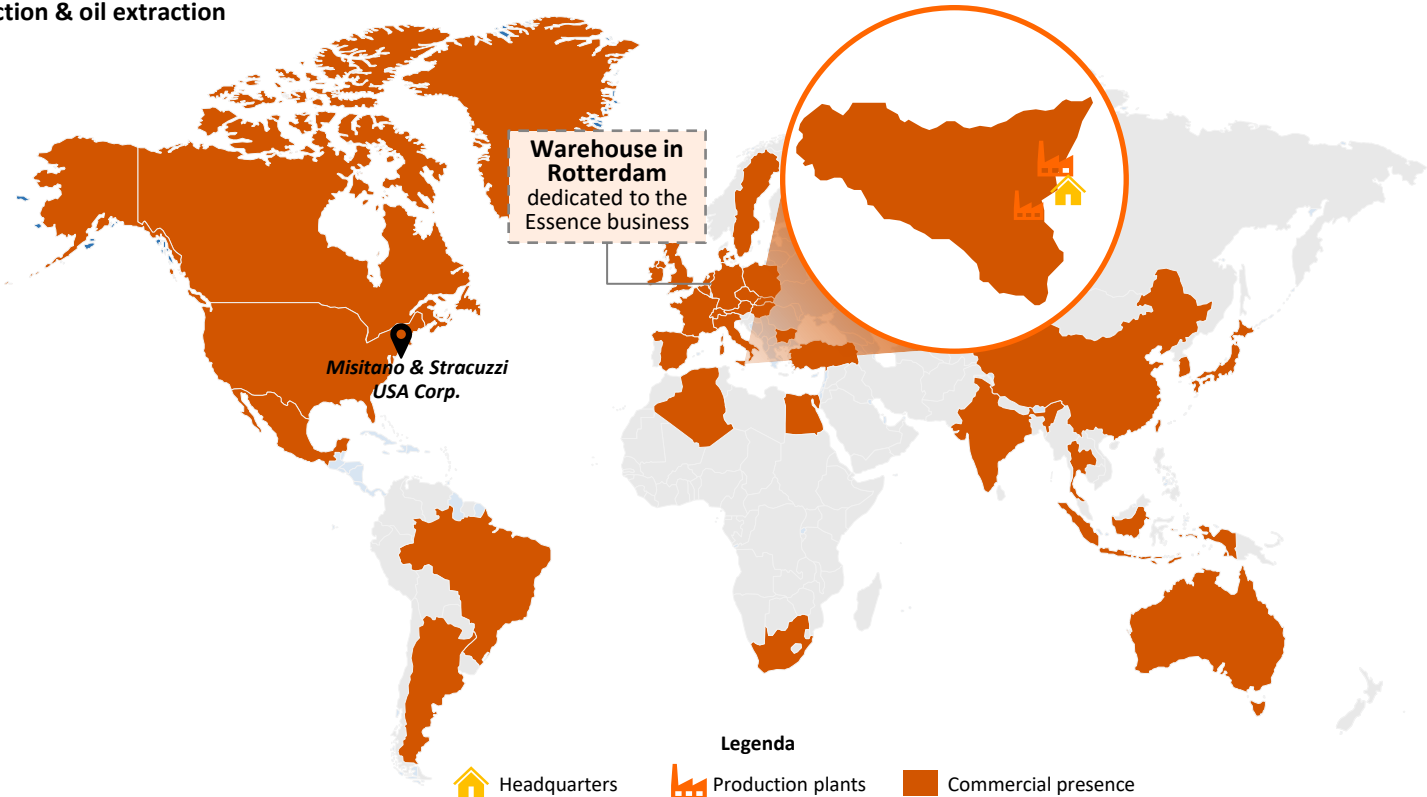 & oil extraction
Warehouse in
Rotterdam
dedicated to the
Essence business
Misitano & Stracuzzi
USA Corp.
Legenda
Headquarters
Production plants
Commercial presence